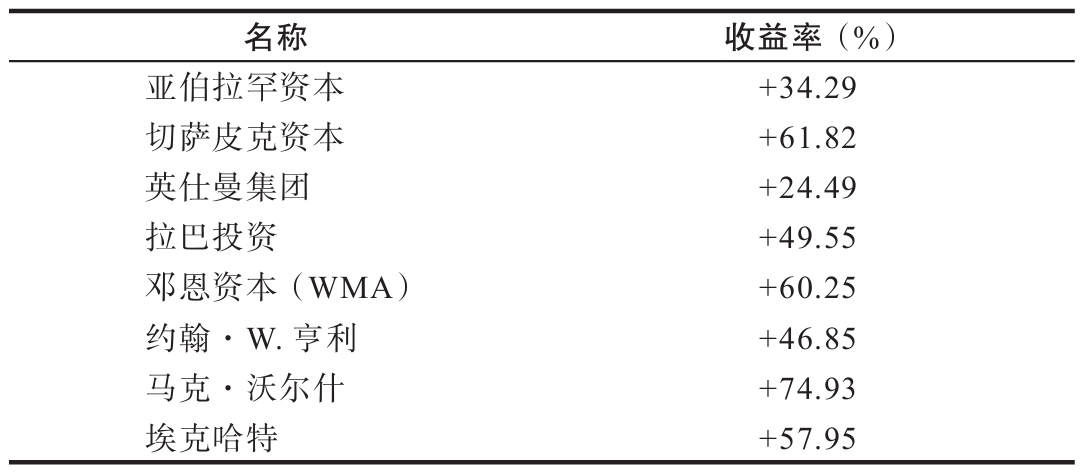 名称 收益率（%）
亚伯拉罕资本 +34.29
切萨皮克资本 +61.82
英仕曼集团 +24.49
拉巴投资 +49.55
邓恩资本（WMA） +60.25
约翰·W. 亨利 +46.85
马克·沃尔什 +74.93
埃克哈特 +57.95